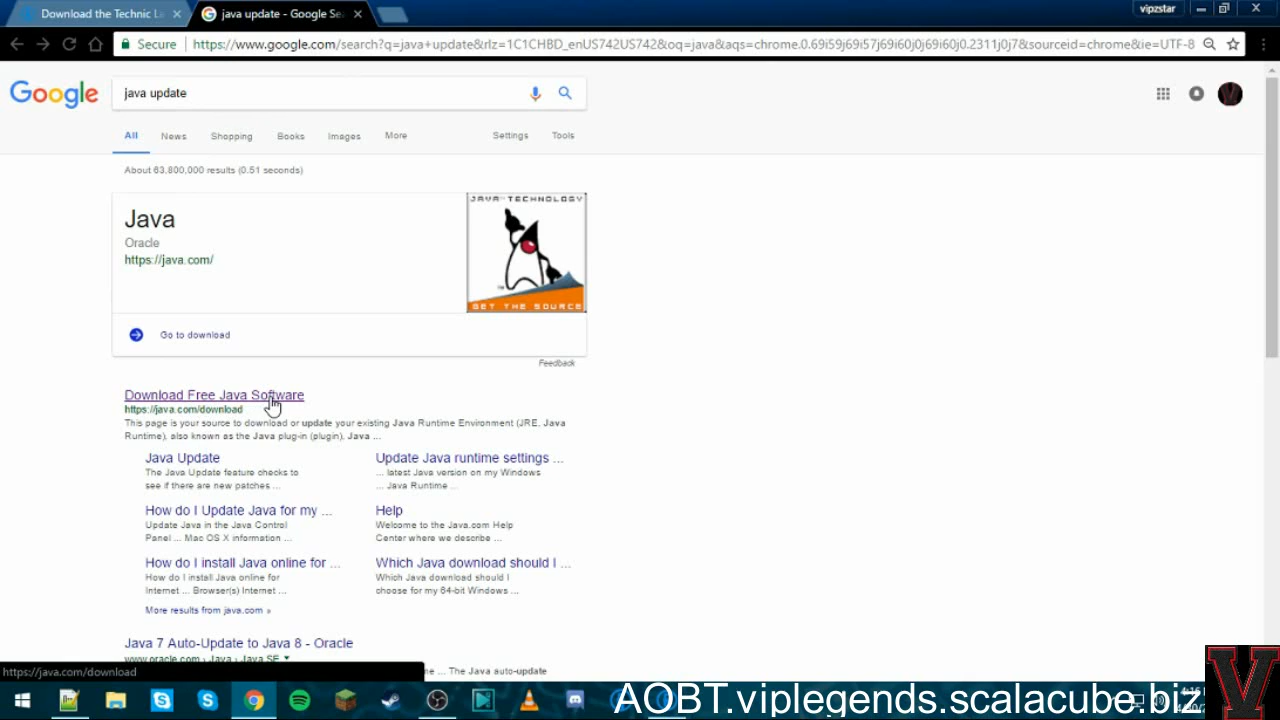 Download the Technic La
java update - Google Sea
vipzstar
Secure
https://www.google.com/search?q=java+update&rlz=1C1CHBD_enUS742US742&oq=java&aqs=chrome.0.69i59j69i57j69i60j0j69i60j0.2311j0j7&sourceid=chrome&ie=UTF-8
Google
java update
All
News
Shopping
Books
Images
More
Settings
Tools
About 63,800,000 results (0.51 seconds)
Java
Oracle
https://java.com/
JAVA TECHNOLOGY
GET THE SOURCE
Go to download
Feedback
Download Free Java Software
https://java.com/download
This page is your source to download or update your existing Java Runtime Environment (JRE, Java
Runtime), also known as the Java plug-in (plugin), Java ...
Java Update
The Java Update feature checks to
see if there are new patches ...
Update Java runtime settings ...
... latest Java version on my Windows
... Java Runtime ...
How do I Update Java for my ...
Update Java in the Java Control
Panel ... Mac OS X information ...
Help
Welcome to the Java.com Help
Center where we describe ...
How do I install Java online for ...
How do I install Java online for
Internet ... Browser(s) Internet ...
Which Java download should I ...
Which Java download should I
choose for my 64-bit Windows ...
More results from java.com »
Java 7 Auto-Update to Java 8 - Oracle
www.oracle.com › Java › Java SE
... The Java auto-update
https://java.com/download
AOBT.viplegends.scalacube.biz